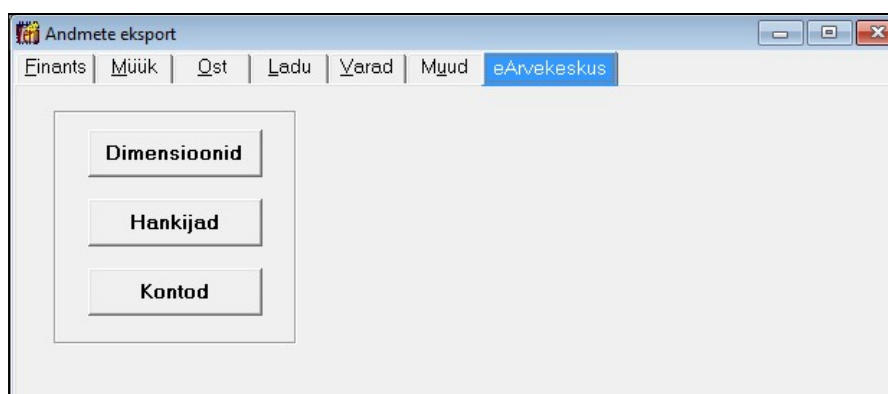 Andmete eksport
Finants Müük Ost Ladu Varad Muud eArvekeskus
Dimensioonid
Hankijad
Kontod